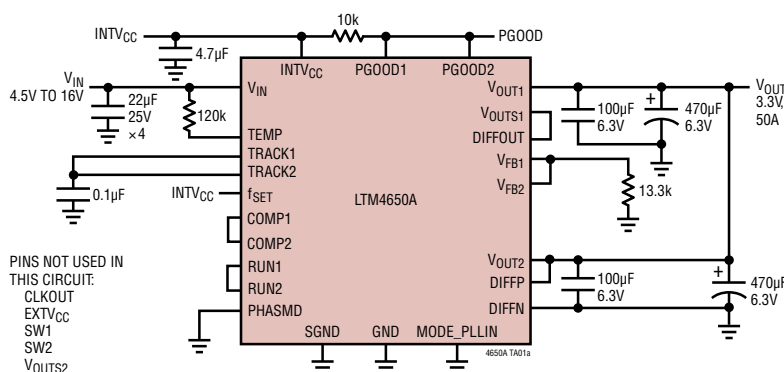 INTVCC
10k
PGOOD
4.7µF
INTVCC PGOOD1 PGOOD2
VIN
4.5V TO 16V
22µF
25V
×4
120k
VIN
TEMP
TRACK1
TRACK2
0.1µF
INTVCC
fSET
COMP1
COMP2
RUN1
RUN2
PHASMD
LTM4650A
SGND GND MODE_PLLIN
VOUT1
VOUTS1
DIFFOUT
VFB1
VFB2
VOUT2
DIFFP
DIFFN
100µF
6.3V
+
470µF
6.3V
VOUT
3.3V,
50A
13.3k
100µF
6.3V
+
470µF
6.3V
4650A TA01a
PINS NOT USED IN
THIS CIRCUIT:
CLKOUT
EXTVCC
SW1
SW2
VOUTS2